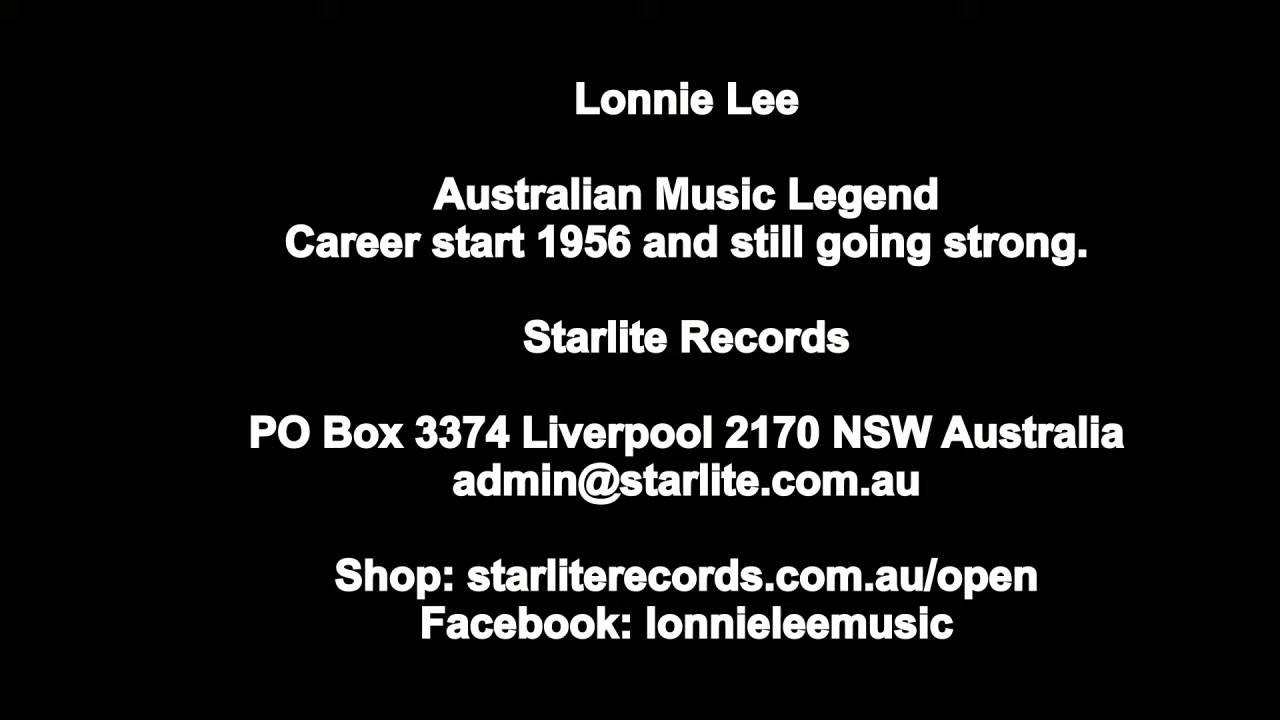 Lonnie Lee
Australian Music Legend
Career start 1956 and still going strong.
Starlite Records
PO Box 3374 Liverpool 2170 NSW Australia
admin@starlite.com.au
Shop: starliterecords.com.au/open
Facebook: lonnieleemusic